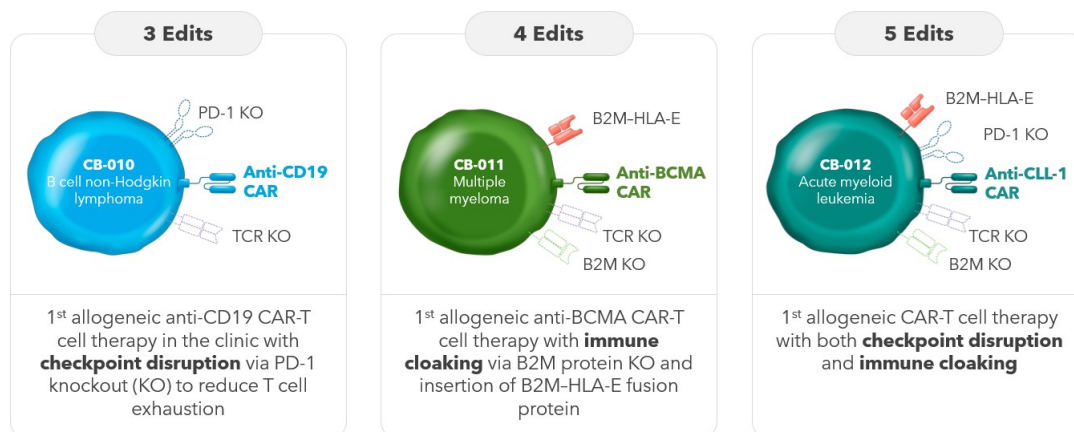 3 Edits
PD-1 KO
CB-010
B cell non-Hodgkin
lymphoma
Anti-CD19
CAR
TCR KO
1st allogeneic anti-CD19 CAR-T
cell therapy in the clinic with
checkpoint disruption via PD-1
knockout (KO) to reduce T cell
exhaustion
4 Edits
B2M–HLA-E
CB-011
Multiple
myeloma
Anti-BCMA
CAR
TCR KO
B2M KO
1st allogeneic anti-BCMA CAR-T
cell therapy with immune
cloaking via B2M protein KO and
insertion of B2M–HLA-E fusion
protein
5 Edits
B2M–HLA-E
PD-1 KO
CB-012
Acute myeloid
leukemia
Anti-CLL-1
CAR
TCR KO
B2M KO
1st allogeneic CAR-T cell therapy
with both checkpoint disruption
and immune cloaking